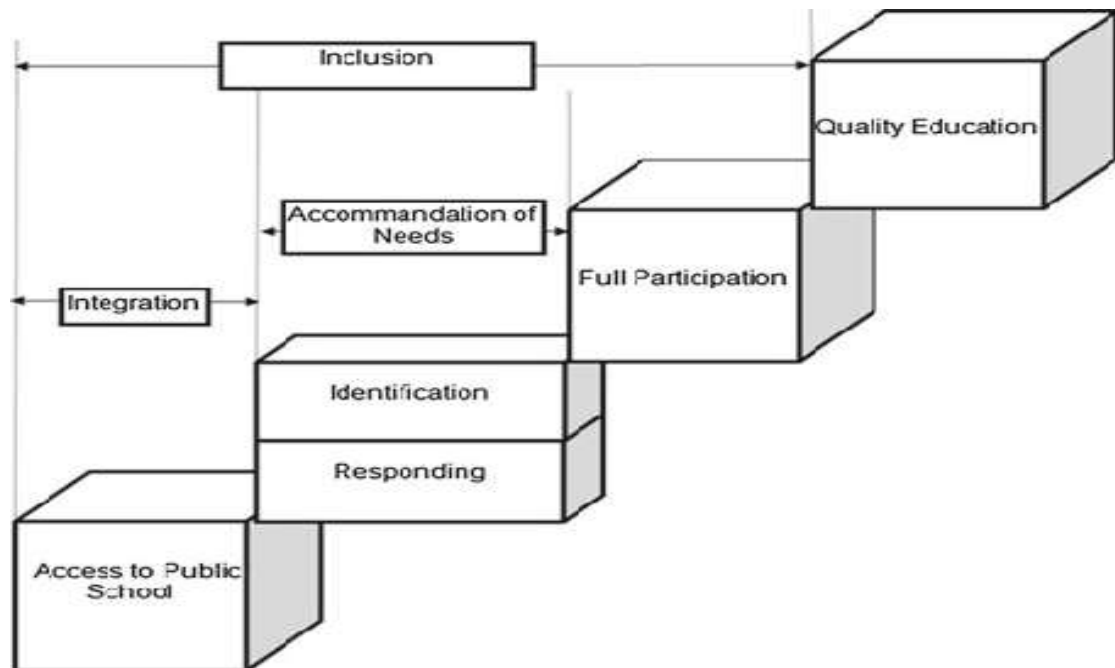 Inclusion
Quality Education
Accommandation of
Needs
Full Participation
Integration
Identification
Responding
Access to Public
School